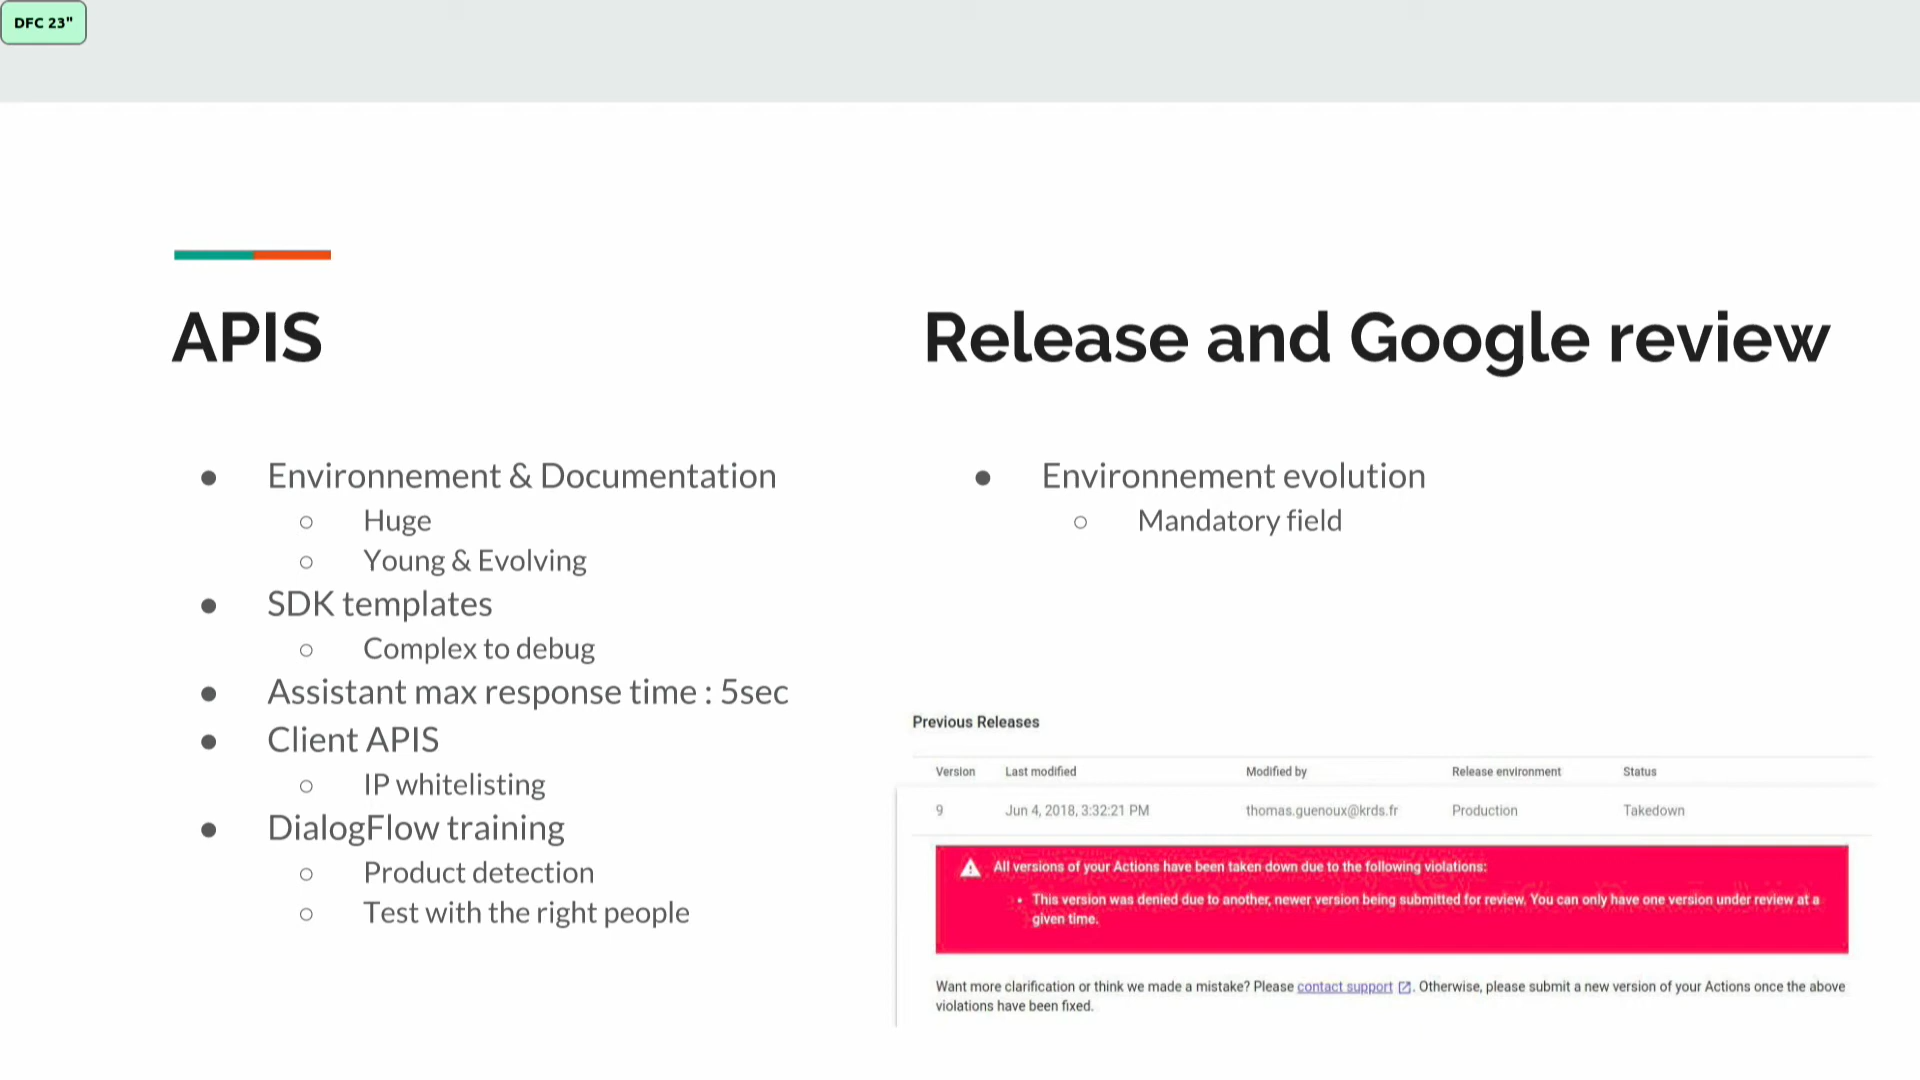 DFC 23"
APIS
● Environnement & Documentation
○ Huge
○ Young & Evolving
● SDK templates
○ Complex to debug
● Assistant max response time : 5sec
● Client APIS
○ IP whitelisting
● DialogFlow training
○ Product detection
○ Test with the right people
Release and Google review
● Environnement evolution
○ Mandatory field
Previous Releases
Version Last modified Modified by Release environment Status
9 Jun 4, 2018, 3:32:21 PM thomas.guenoux@krds.fr Production Takedown
All versions of your Actions have been taken down due to the following violations:
• This version was denied due to another, newer version being submitted for review. You can only have one version under review at a
given time.
Want more clarification or think we made a mistake? Please contact support. Otherwise, please submit a new version of your Actions once the above
violations have been fixed.